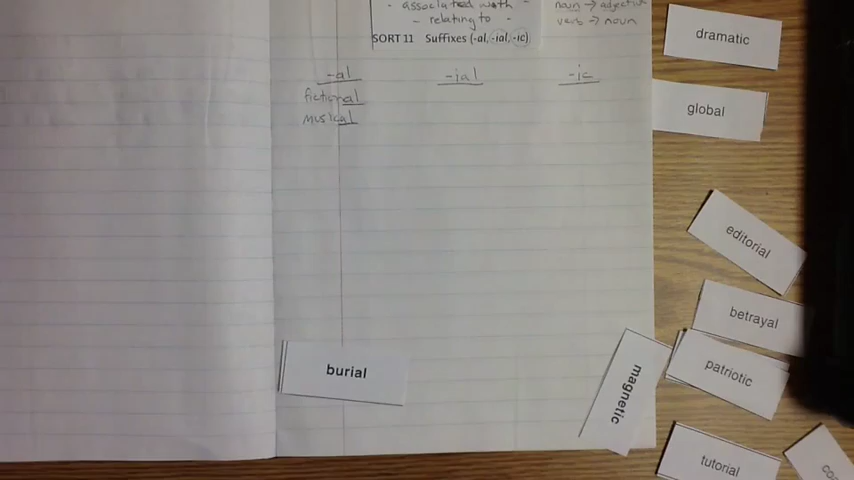 - associated with -
- relating to -
noun → adjective
verb → noun
SORT 11 Suffixes (-al, -ial, -ic)
-al
-ial
-ic
fictional
musical
dramatic
global
editorial
betrayal
patriotic
magnetic
burial
tutorial